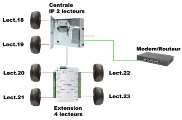 Centrale
IP 2 lecteurs
Lect.18
Lect.19
Modem/Routeur
Lect.20
Lect.22
Lect.21
Lect.23
Extension
4 lecteurs